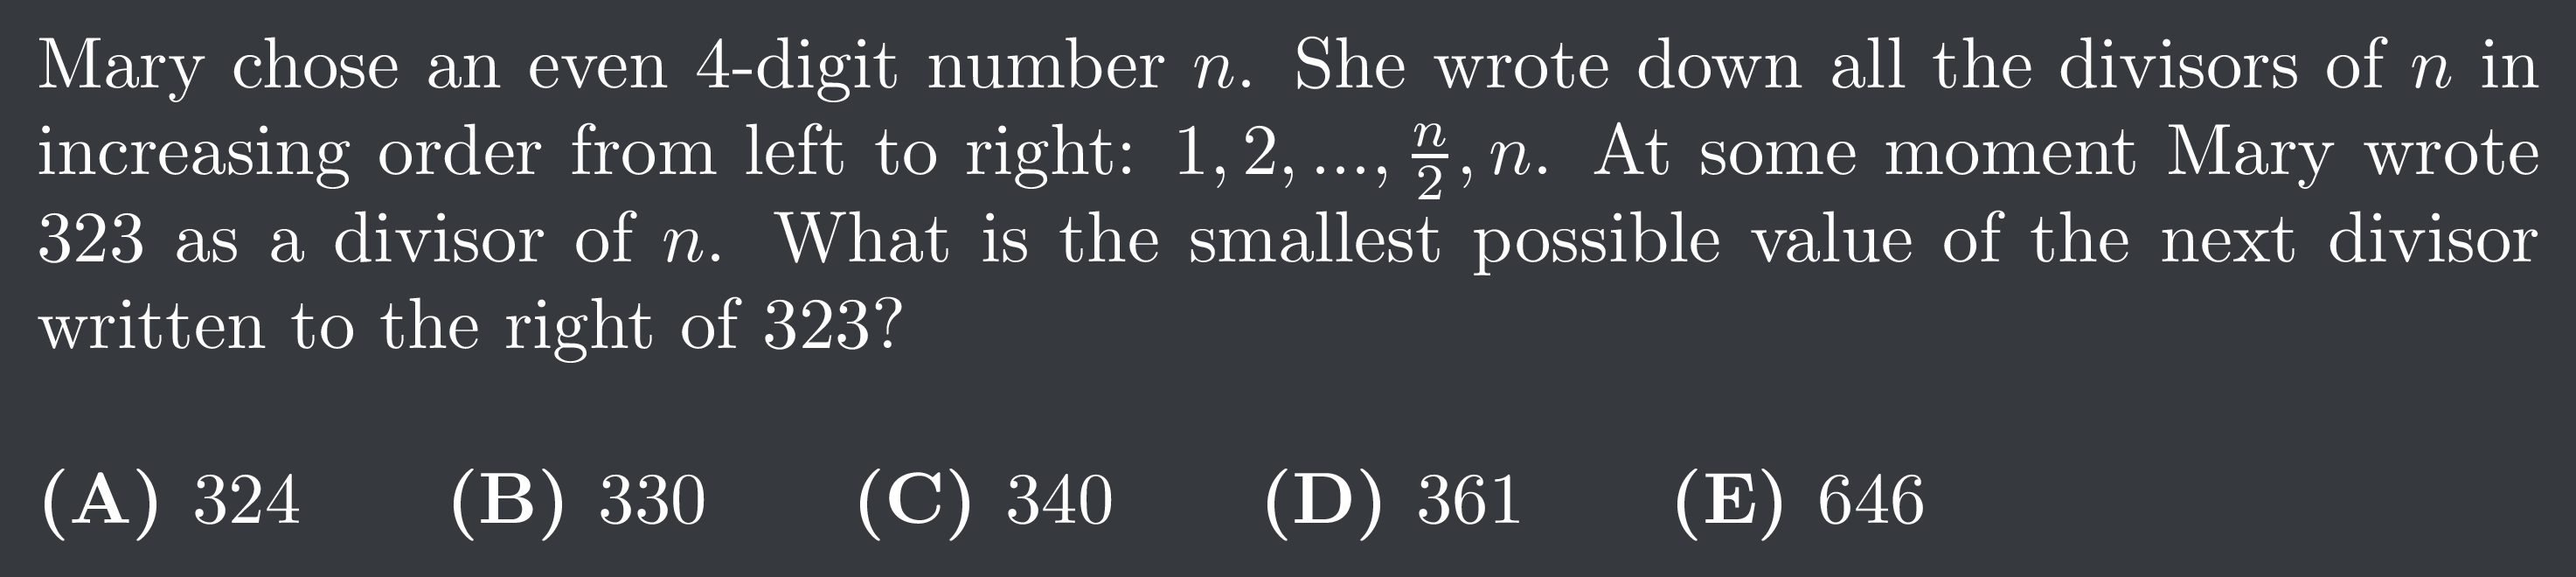 Mary chose an even 4-digit number n. She wrote down all the divisors of n in
increasing order from left to right: 1, 2, ..., n/2, n. At some moment Mary wrote
323 as a divisor of n. What is the smallest possible value of the next divisor
written to the right of 323?
(A) 324 (B) 330 (C) 340 (D) 361 (E) 646